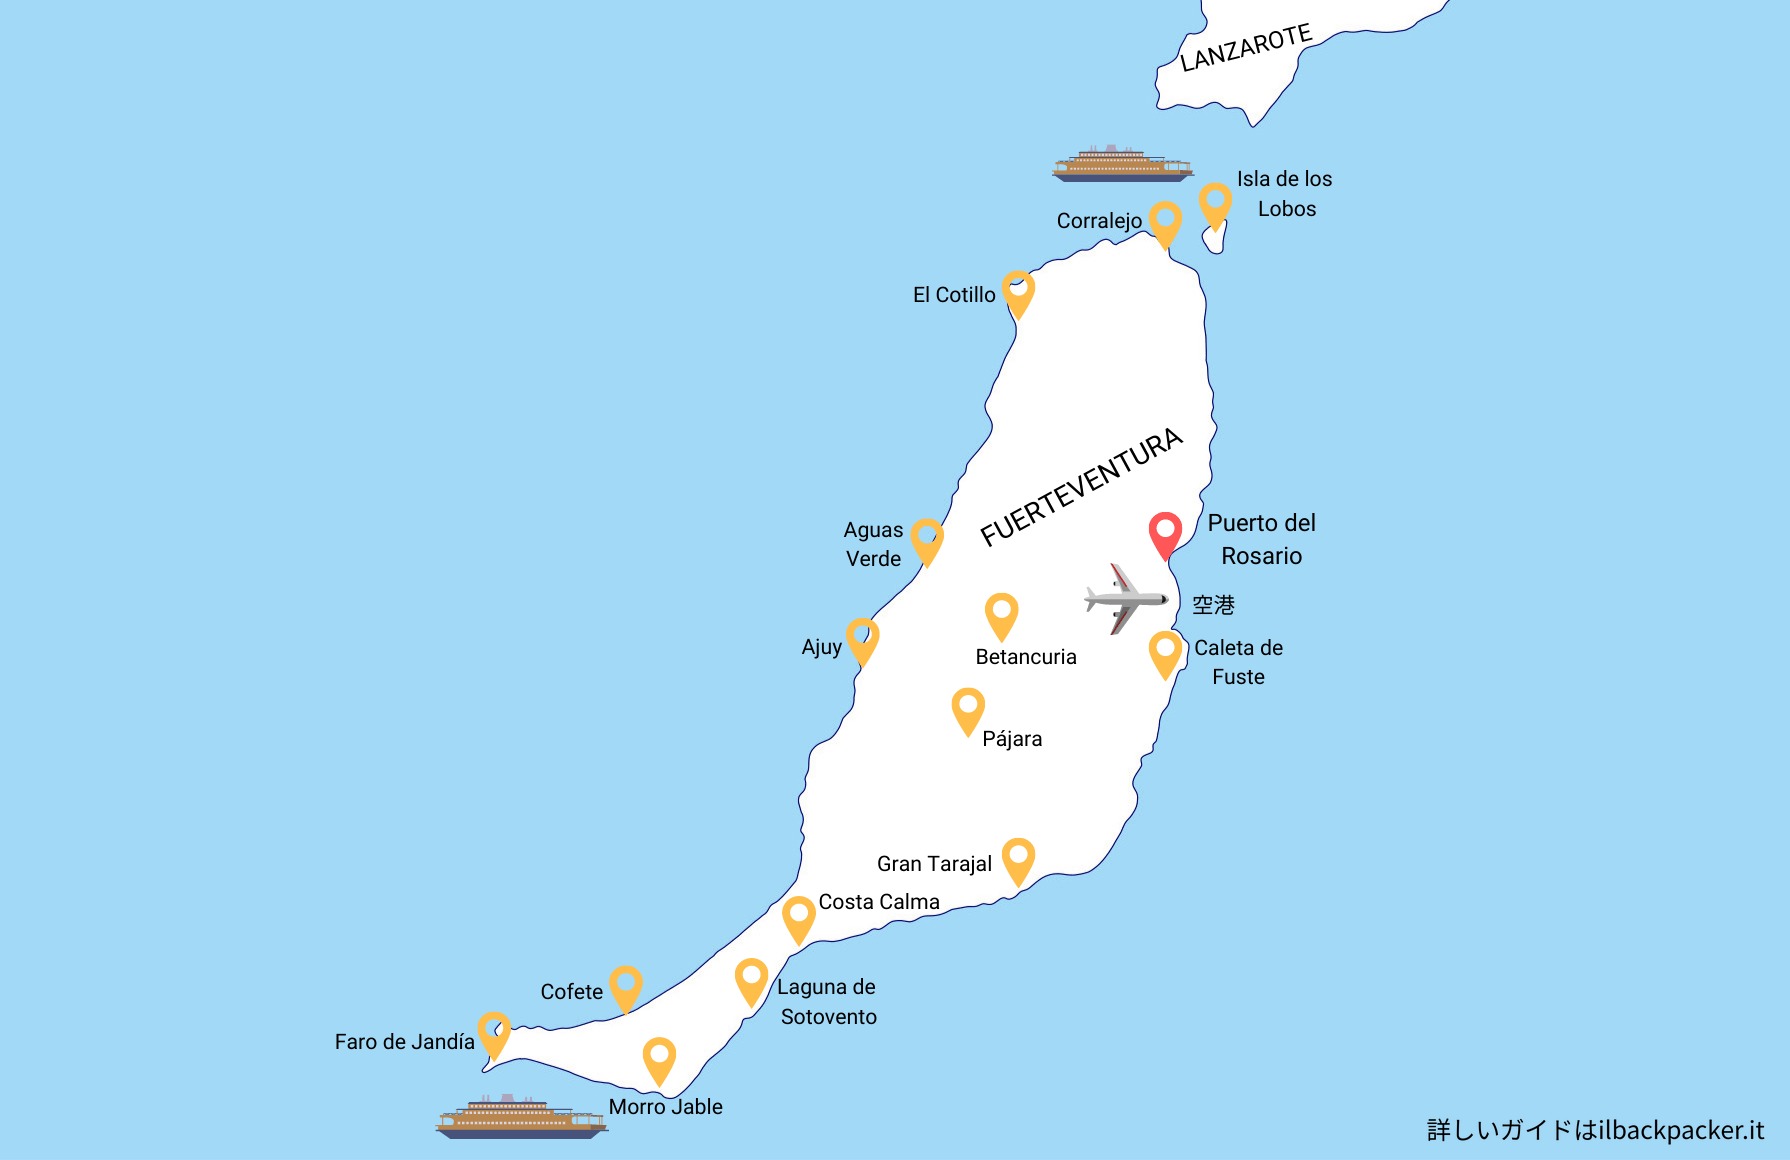 LANZAROTE
Isla de los
Lobos
Corralejo
El Cotillo
FUERTEVENTURA
Aguas
Verde
Puerto del
Rosario
空港
Ajuy
Betancuria
Caleta de
Fuste
Pájara
Gran Tarajal
Costa Calma
Cofete
Laguna de
Sotovento
Faro de Jandía
Morro Jable
詳しいガイドはilbackpacker.it